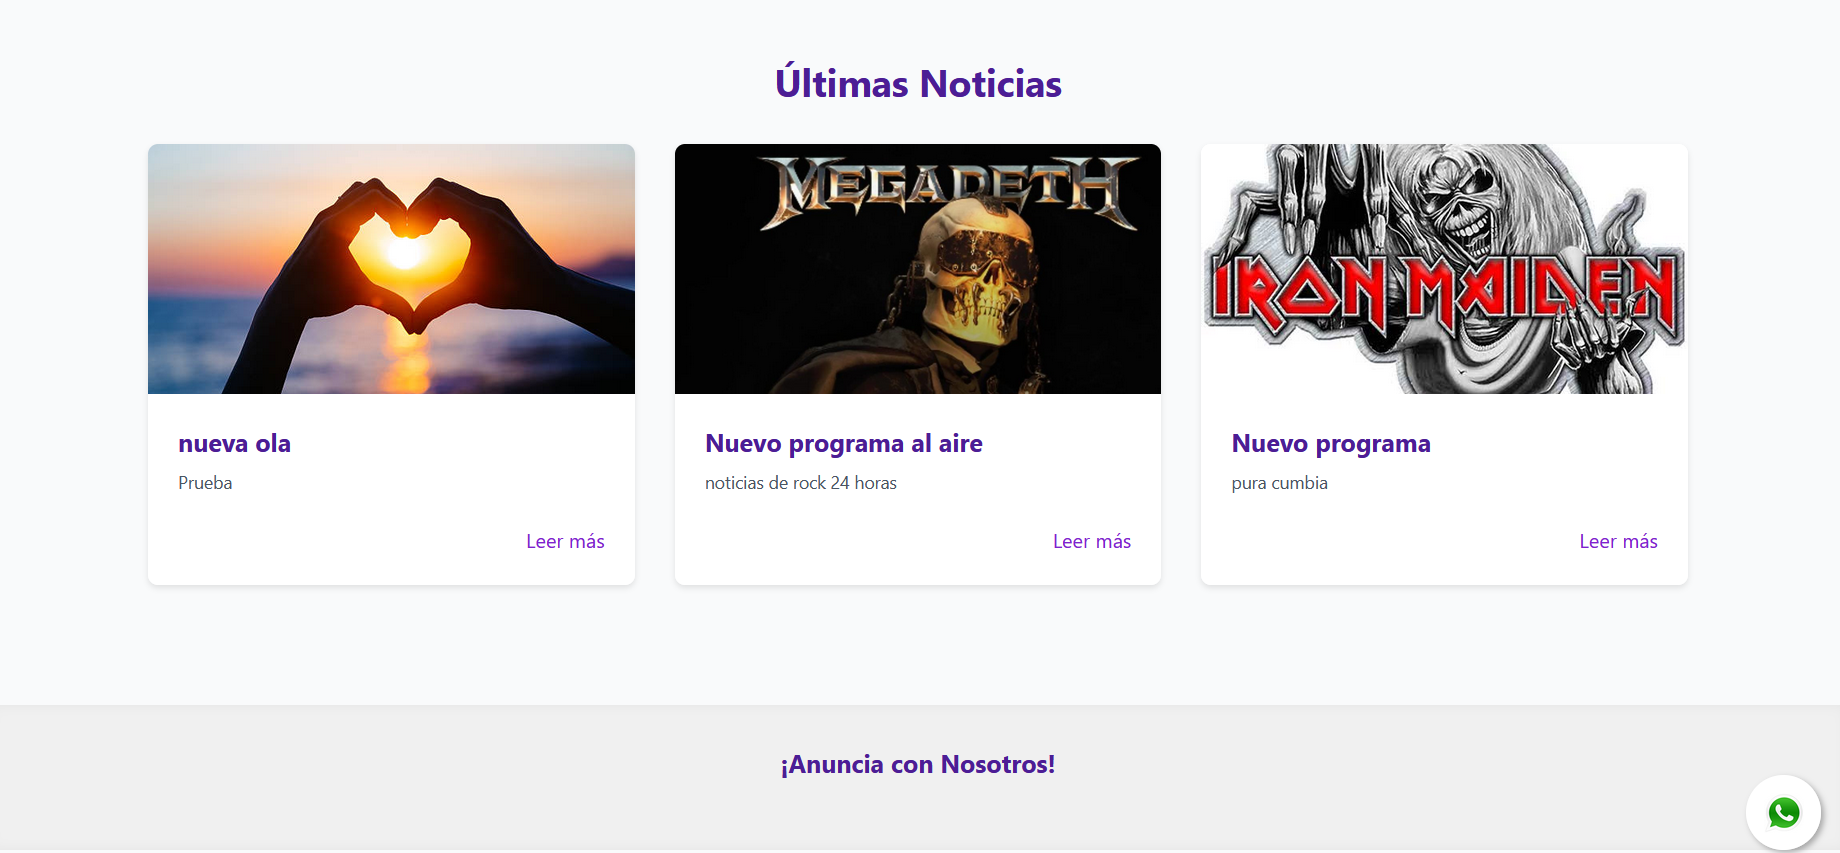 Últimas Noticias
MEGADETH
IRON MAIDEN
nueva ola
Prueba
Leer más
Nuevo programa al aire
noticias de rock 24 horas
Leer más
Nuevo programa
pura cumbia
Leer más
¡Anuncia con Nosotros!